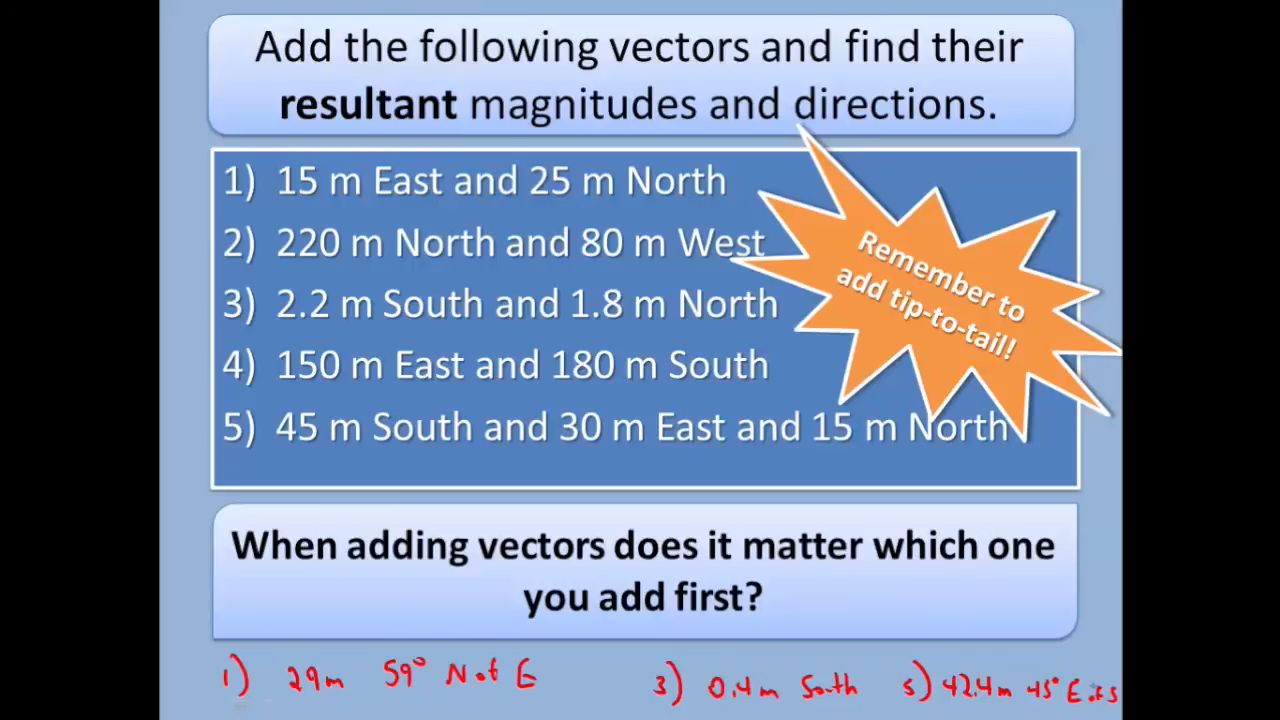 Add the following vectors and find their
resultant magnitudes and directions.
1) 15 m East and 25 m North
2) 220 m North and 80 m West
3) 2.2 m South and 1.8 m North
4) 150 m East and 180 m South
5) 45 m South and 30 m East and 15 m North
Remember to
add tip-to-tail!
When adding vectors does it matter which one
you add first?
1) 29m 59° N of E
3) 0.4m South
5) 42.4m 45° E of S